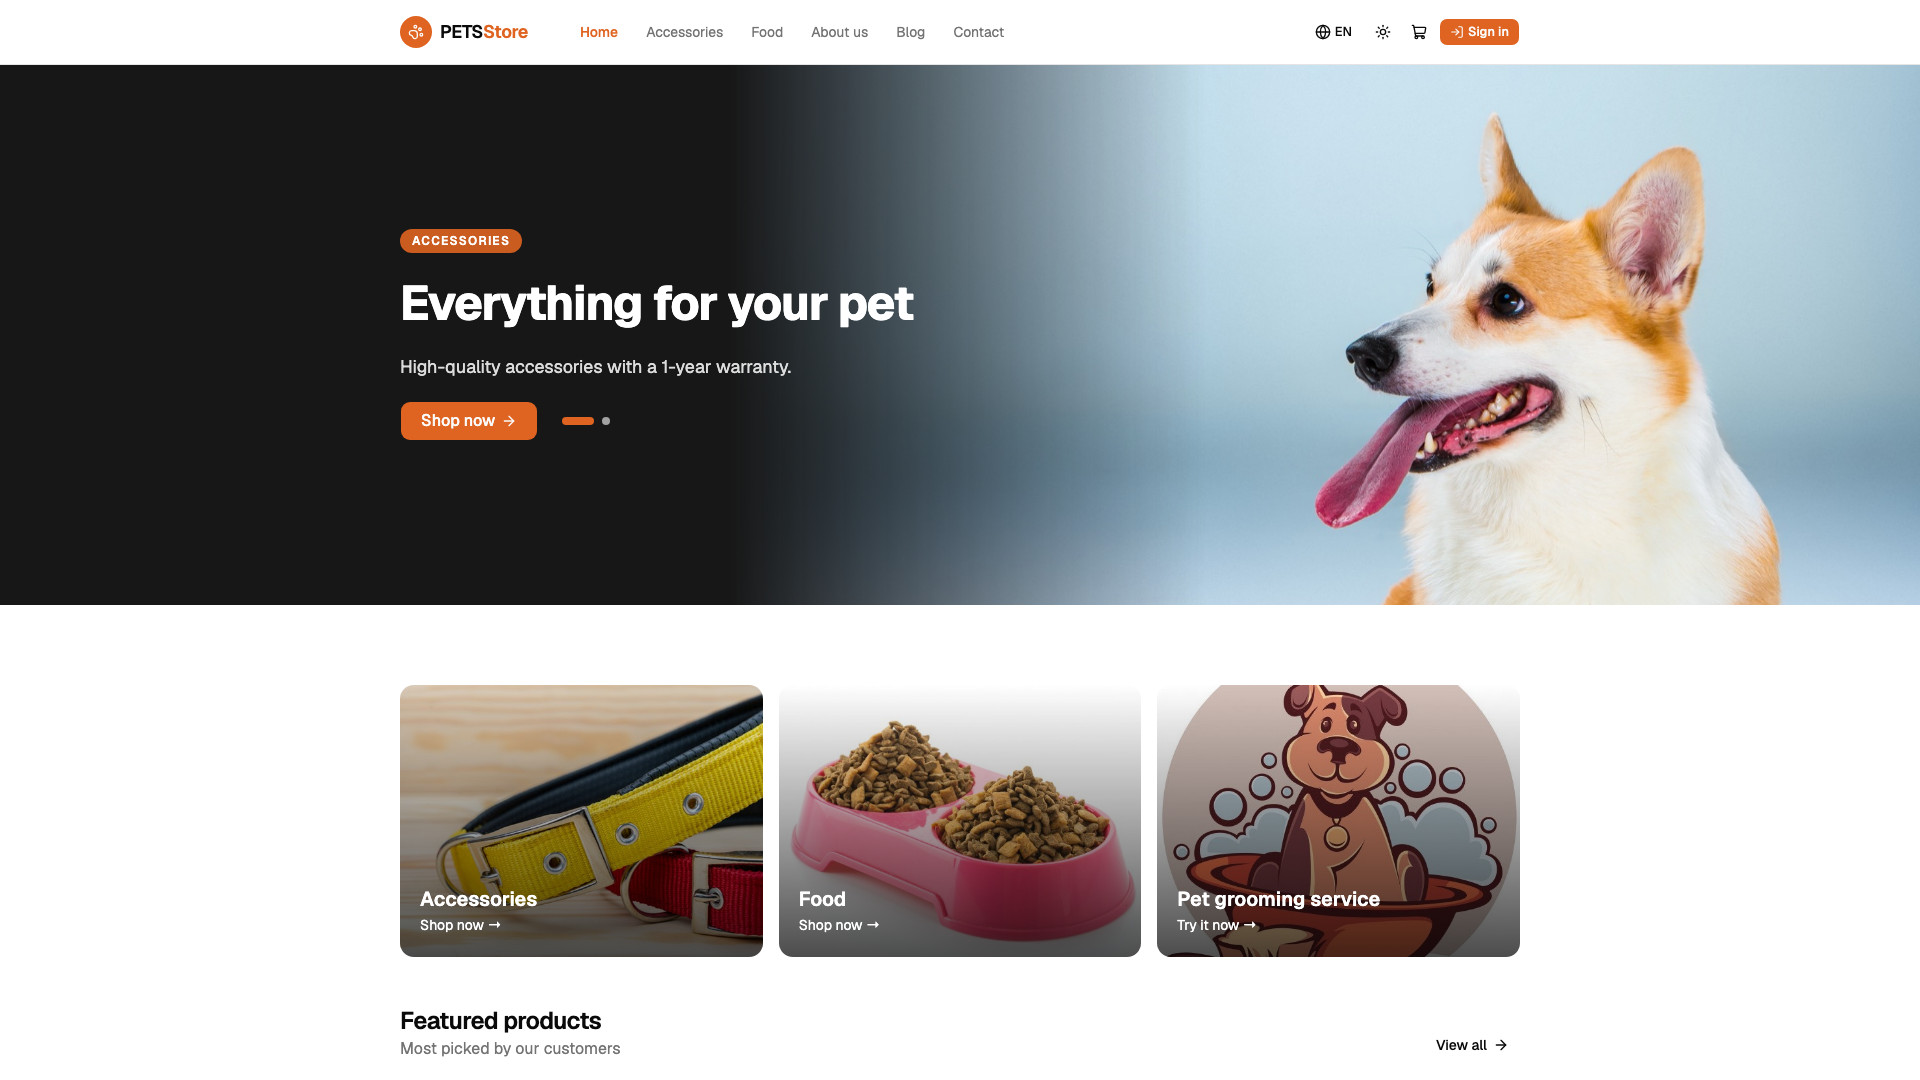 PETSStore
Home
Accessories
Food
About us
Blog
Contact
EN
Sign in
ACCESSORIES
Everything for your pet
High-quality accessories with a 1-year warranty.
Shop now →
Accessories
Shop now →
Food
Shop now →
Pet grooming service
Try it now →
Featured products
Most picked by our customers
View all →